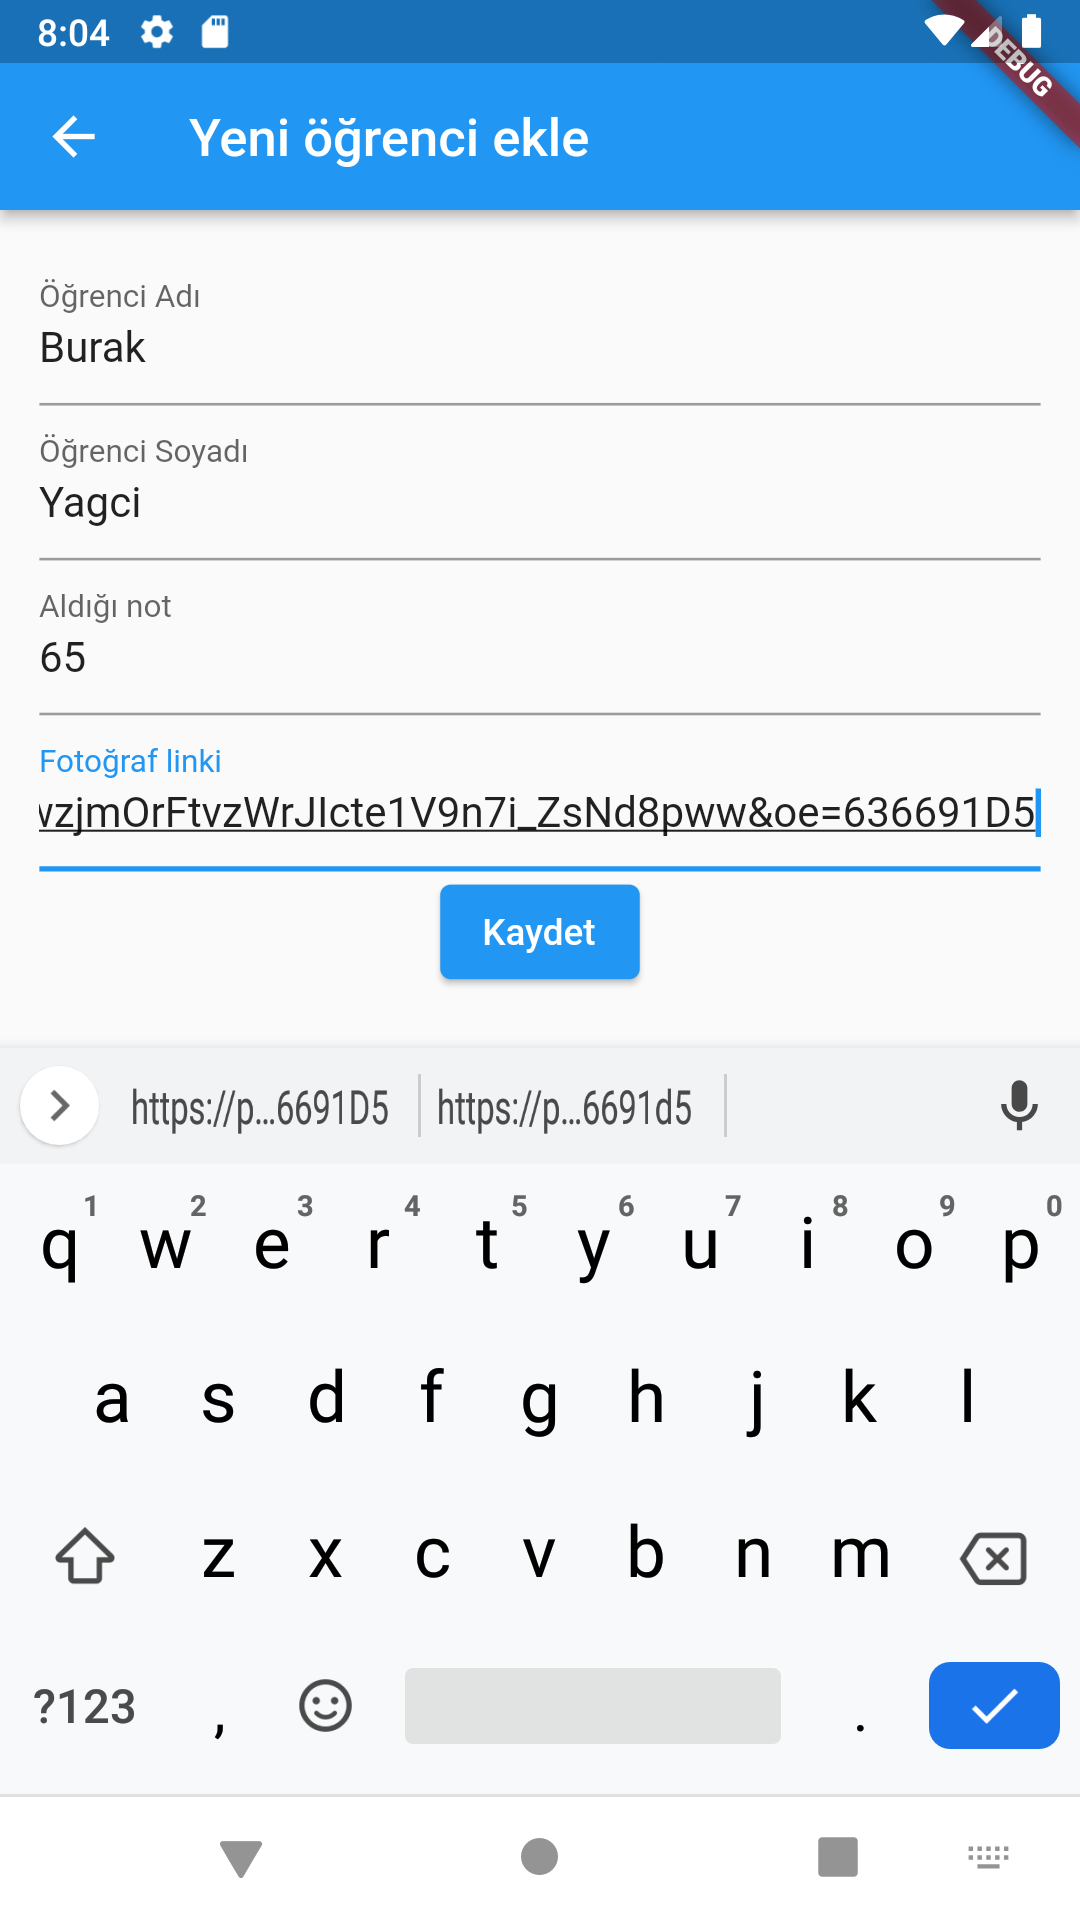 8:04
DEBUG
Yeni öğrenci ekle
Öğrenci Adı
Burak
Öğrenci Soyadı
Yagci
Aldığı not
65
Fotoğraf linki
vzjmOrFtvzWrJIcte1V9n7i_ZsNd8pww&oe=636691D5
Kaydet
https://p...6691D5 https://p...6691d5
1 2 3 4 5 6 7 8 9 0
q w e r t y u i o p
a s d f g h j k l
z x c v b n m
?123 , .